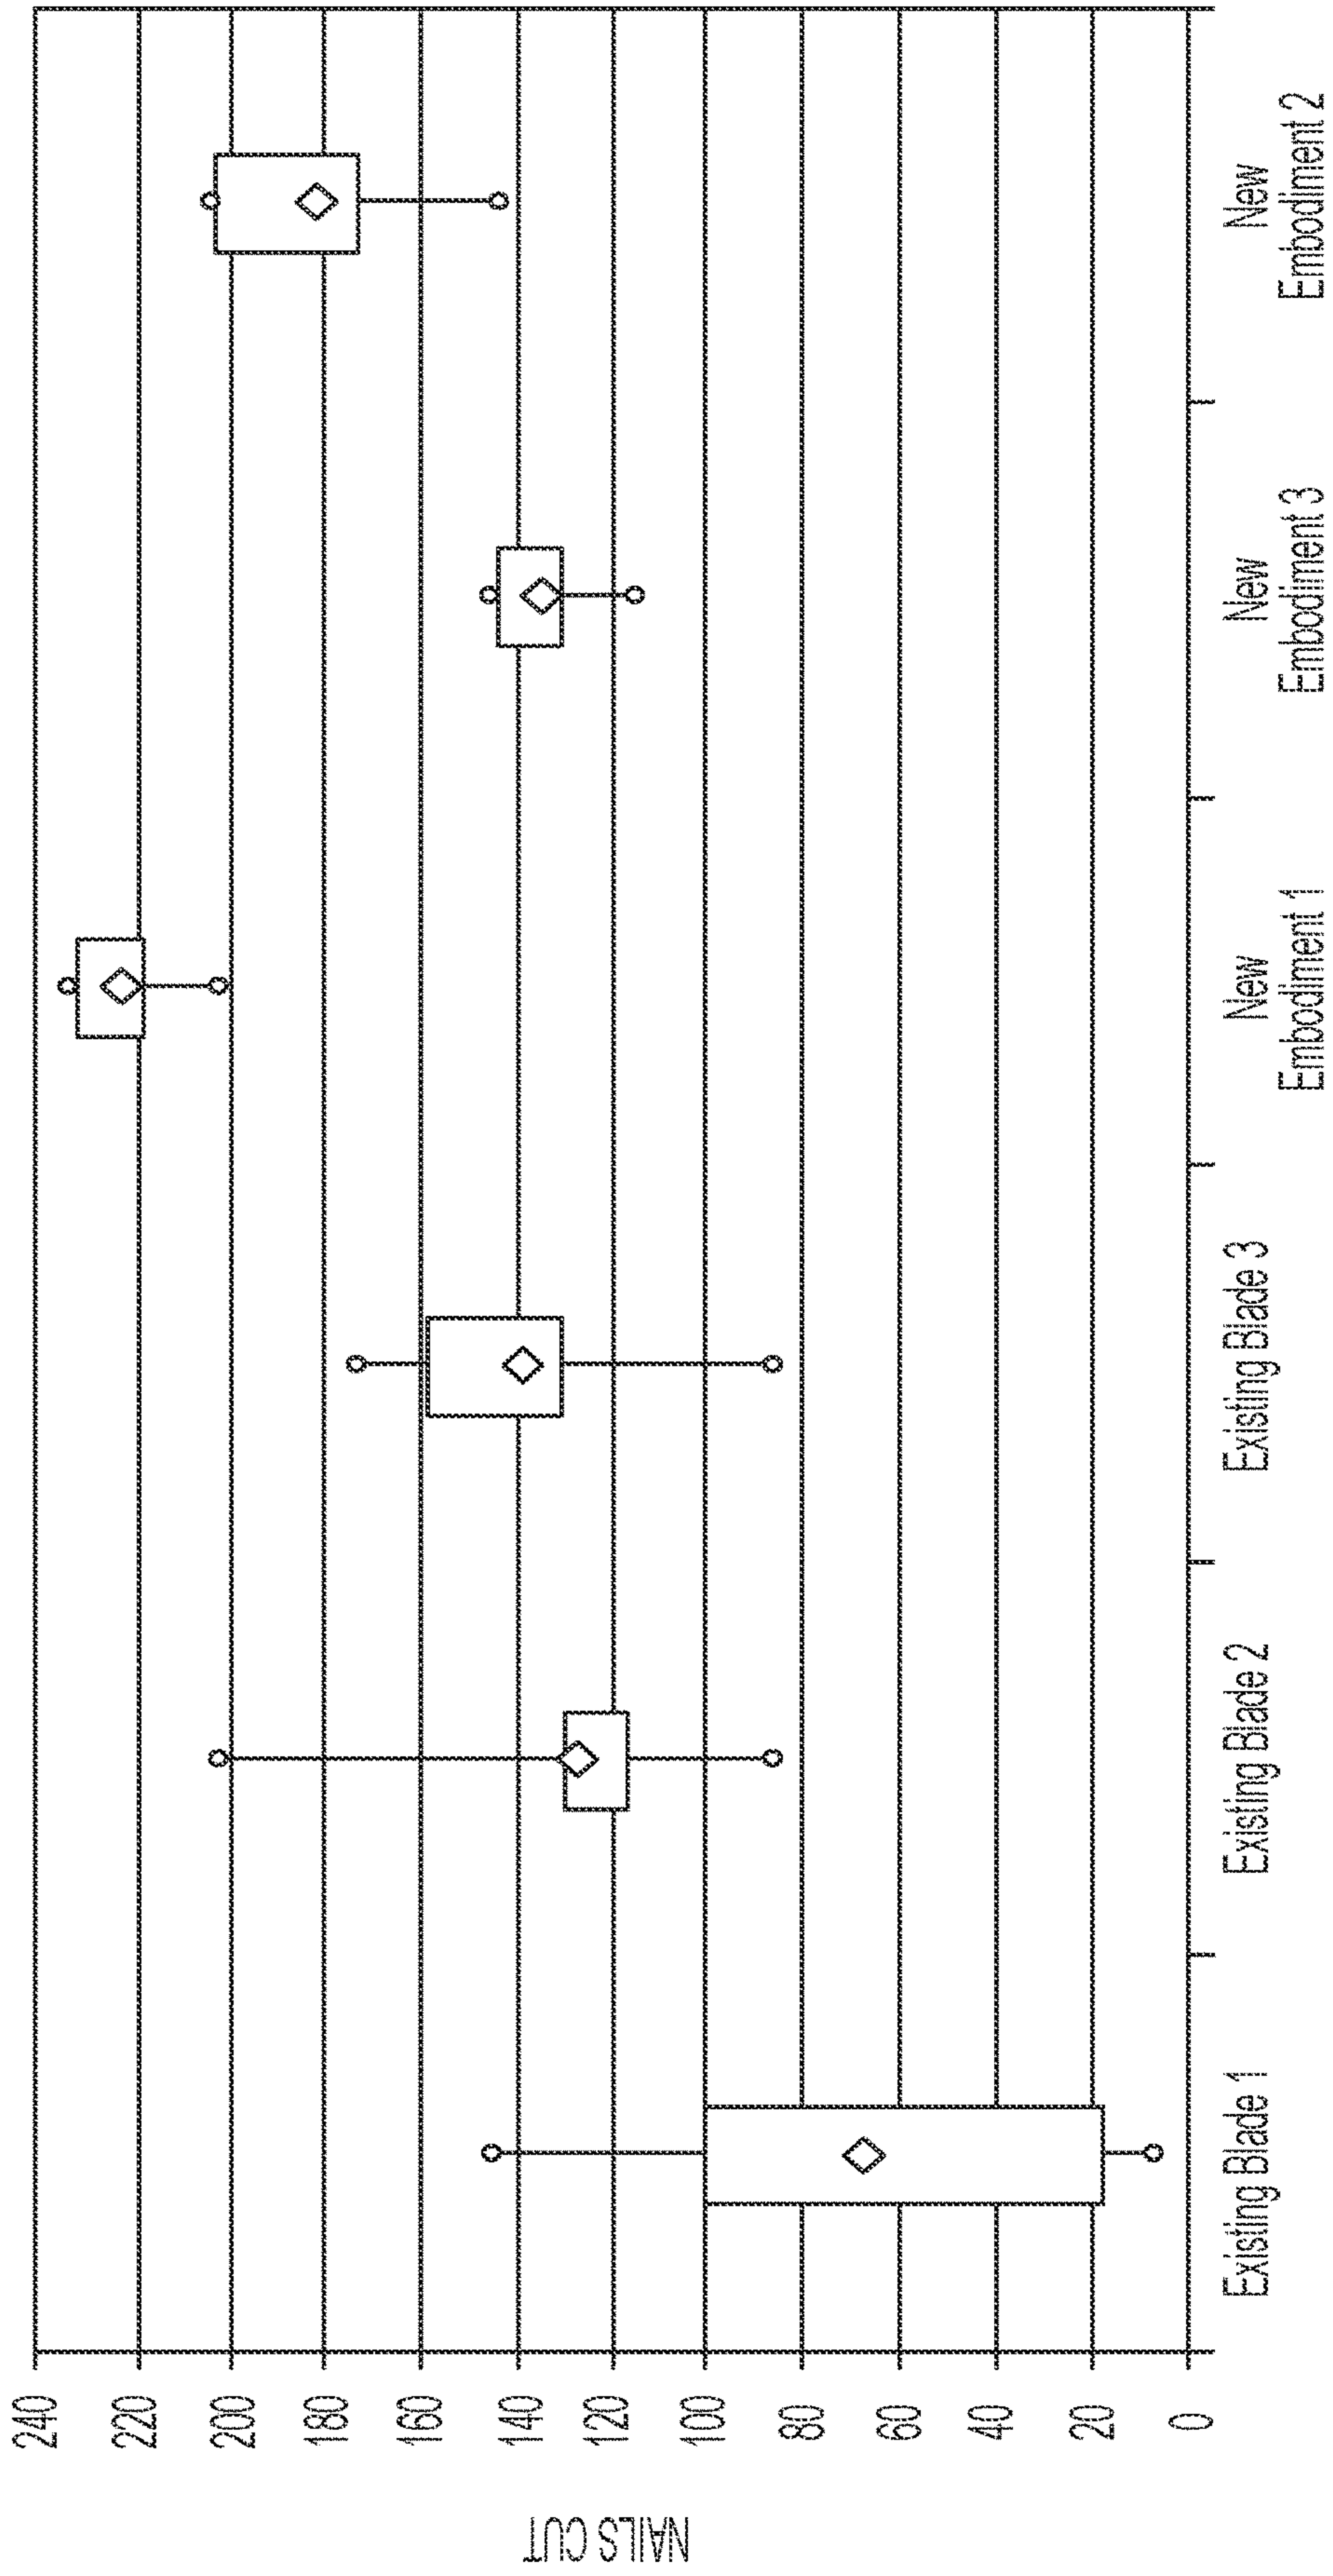 NAILS CUT
240
220
200
180
160
140
120
100
80
60
40
20
0
Existing Blade 1
Existing Blade 2
Existing Blade 3
New
Embodiment 1
New
Embodiment 3
New
Embodiment 2